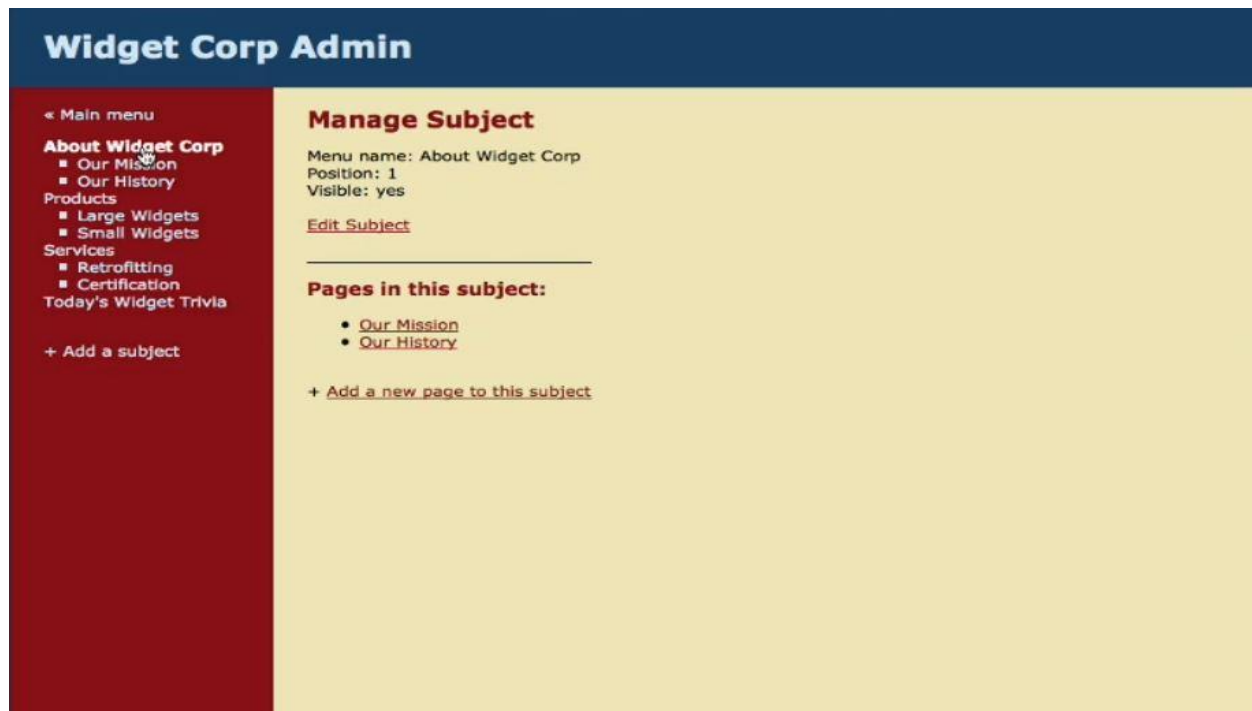 Widget Corp Admin
« Main menu
About Widget Corp
Our Mission
Our History
Products
Large Widgets
Small Widgets
Services
Retrofitting
Certification
Today's Widget Trivia
+ Add a subject
Manage Subject
Menu name: About Widget Corp
Position: 1
Visible: yes
Edit Subject
Pages in this subject:
Our Mission
Our History
+ Add a new page to this subject